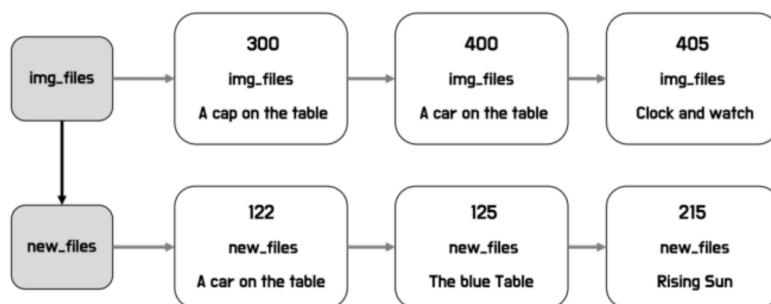 img_files
300
img_files
A cap on the table
400
img_files
A car on the table
405
img_files
Clock and watch
new_files
122
new_files
A car on the table
125
new_files
The blue Table
215
new_files
Rising Sun